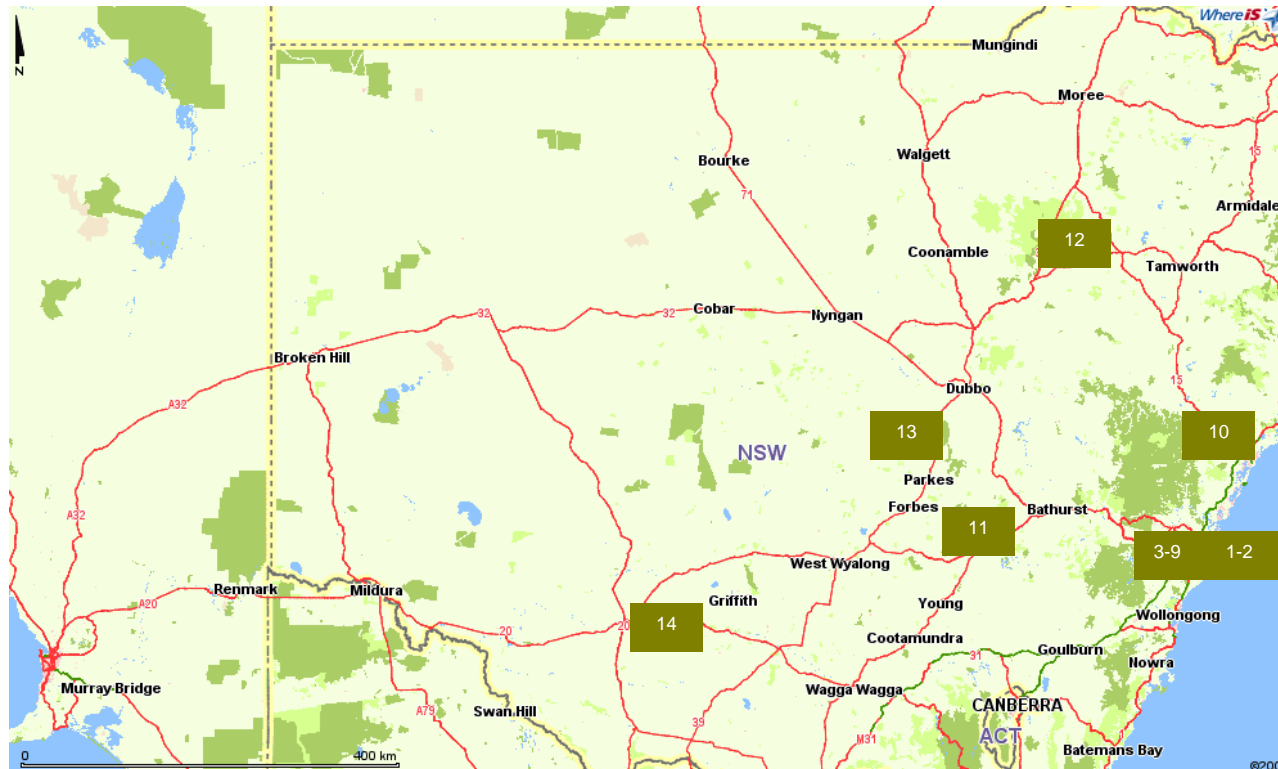 WhereiS
N
Mungindi
Moree
15
Bourke
Walgett
71
Armidale
12
Coonamble
Tamworth
32
32
Cobar
Nyngan
Broken Hill
15
Dubbo
A32
13
10
NSW
Parkes
Forbes
Bathurst
A32
11
3-9
1-2
West Wyalong
Renmark
Mildura
Griffith
Young
A20
Wollongong
20
20
14
Cootamundra
Goulburn
31
Nowra
Murray Bridge
Wagga Wagga
CANBERRA
A79
Swan Hill
39
ACT
M31
1
Batemans Bay
0
400 km